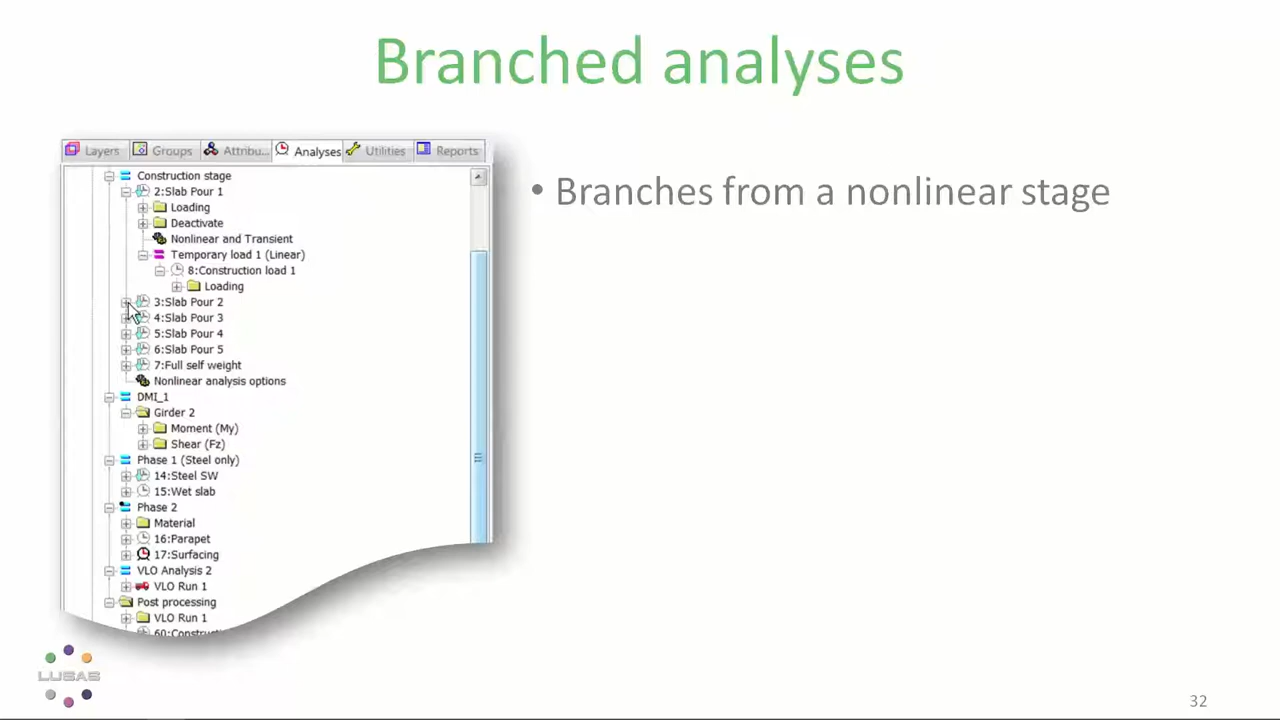 Branched analyses
Layers Groups Attribu... Analyses Utilities Reports
Construction stage
2:Slab Pour 1
Loading
Deactivate
Nonlinear and Transient
Temporary load 1 (Linear)
8:Construction load 1
Loading
3:Slab Pour 2
4:Slab Pour 3
5:Slab Pour 4
6:Slab Pour 5
7:Full self weight
Nonlinear analysis options
DMI_1
Girder 2
Moment (My)
Shear (Fz)
Phase 1 (Steel only)
14:Steel SW
15:Wet slab
Phase 2
Material
16:Parapet
17:Surfacing
VLO Analysis 2
VLO Run 1
Post processing
VLO Run 1
• Branches from a nonlinear stage
LUSAS
32